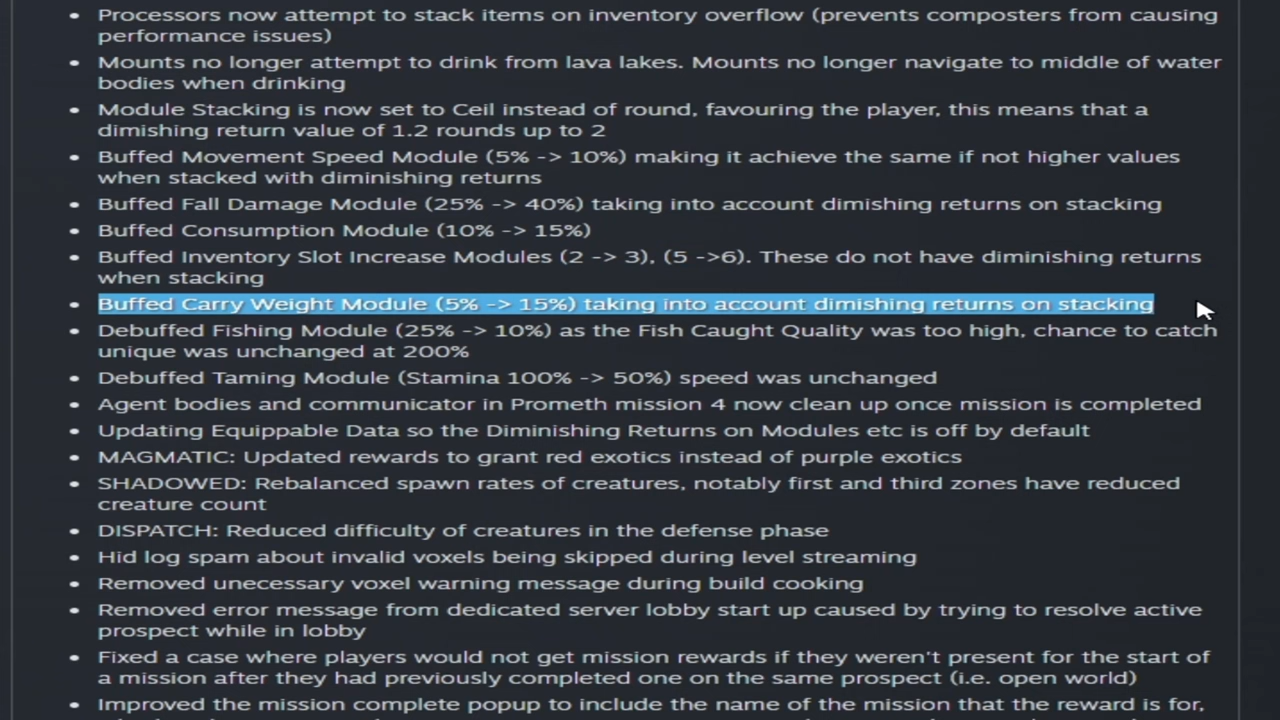 • Processors now attempt to stack items on inventory overflow (prevents composters from causing
performance issues)
• Mounts no longer attempt to drink from lava lakes. Mounts no longer navigate to middle of water
bodies when drinking
• Module Stacking is now set to Ceil instead of round, favouring the player, this means that a
dimishing return value of 1.2 rounds up to 2
• Buffed Movement Speed Module (5% -> 10%) making it achieve the same if not higher values
when stacked with diminishing returns
• Buffed Fall Damage Module (25% -> 40%) taking into account dimishing returns on stacking
• Buffed Consumption Module (10% -> 15%)
• Buffed Inventory Slot Increase Modules (2 -> 3), (5 ->6). These do not have diminishing returns
when stacking
• Buffed Carry Weight Module (5% -> 15%) taking into account dimishing returns on stacking
• Debuffed Fishing Module (25% -> 10%) as the Fish Caught Quality was too high, chance to catch
unique was unchanged at 200%
• Debuffed Taming Module (Stamina 100% -> 50%) speed was unchanged
• Agent bodies and communicator in Prometh mission 4 now clean up once mission is completed
• Updating Equippable Data so the Diminishing Returns on Modules etc is off by default
• MAGMATIC: Updated rewards to grant red exotics instead of purple exotics
• SHADOWED: Rebalanced spawn rates of creatures, notably first and third zones have reduced
creature count
• DISPATCH: Reduced difficulty of creatures in the defense phase
• Hid log spam about invalid voxels being skipped during level streaming
• Removed unecessary voxel warning message during build cooking
• Removed error message from dedicated server lobby start up caused by trying to resolve active
prospect while in lobby
• Fixed a case where players would not get mission rewards if they weren't present for the start of
a mission after they had previously completed one on the same prospect (i.e. open world)
• Improved the mission complete popup to include the name of the mission that the reward is for,